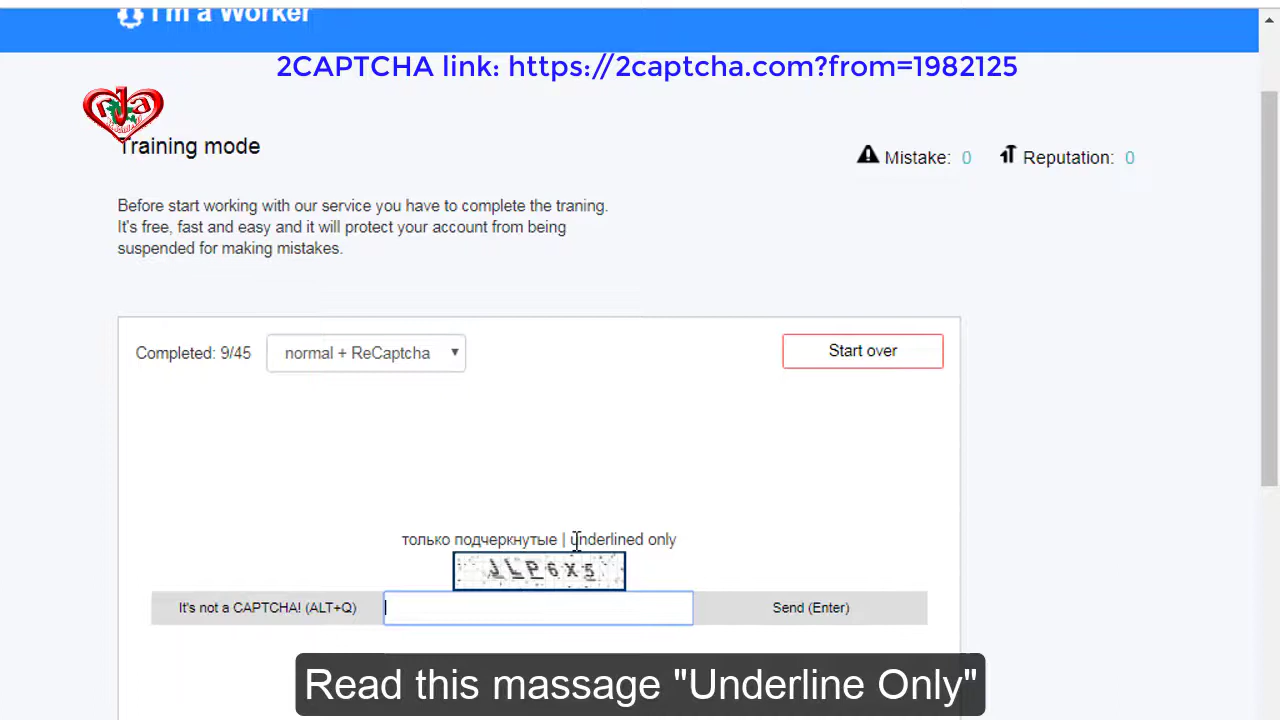 I'm a Worker
2CAPTCHA link: https://2captcha.com?from=1982125
nJa
Training mode
Mistake: 0
Reputation: 0
Before start working with our service you have to complete the traning.
It's free, fast and easy and it will protect your account from being
suspended for making mistakes.
Completed: 9/45
normal + ReCaptcha
Start over
только подчеркнутые | underlined only
JLP6X5
It's not a CAPTCHA! (ALT+Q)
Send (Enter)
Read this massage "Underline Only"